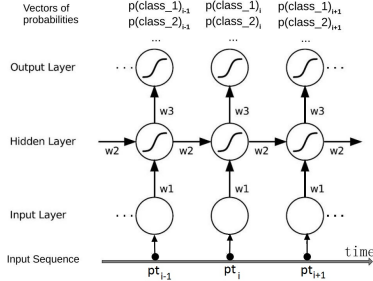 Vectors of probabilities
p(class_1)i-1 p(class_1)i p(class_1)i+1
p(class_2)i-1 p(class_2)i p(class_2)i+1
... ... ...
Output Layer ... ...
w3 w3 w3
Hidden Layer
w2 w2 w2 w2
w1 w1 w1
Input Layer ... ...
time
Input Sequence
pti-1 pti pti+1